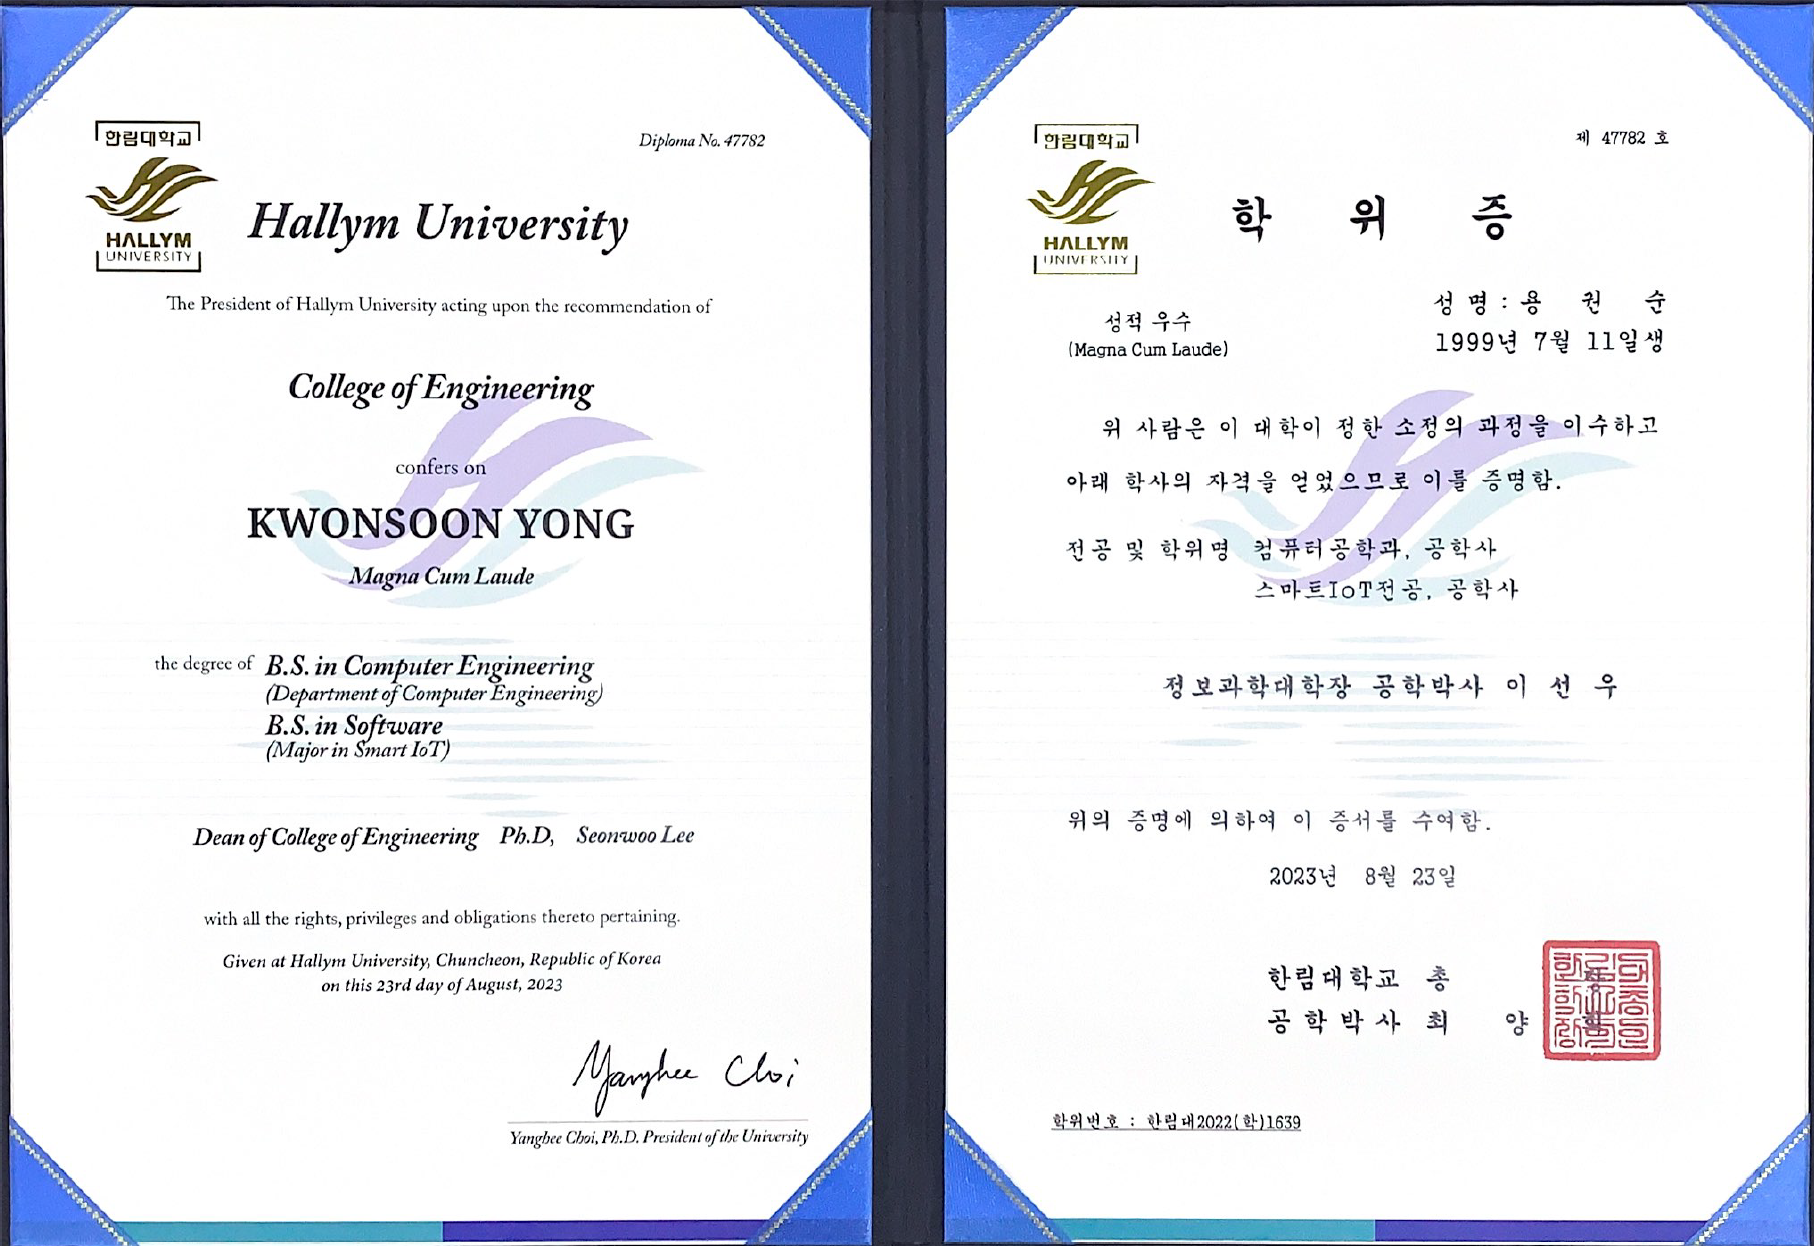 한림대학교
HALLYM
UNIVERSITY
Diploma No. 47782
Hallym University
The President of Hallym University acting upon the recommendation of
College of Engineering
confers on
KWONSOON YONG
Magna Cum Laude
the degree of B.S. in Computer Engineering
(Department of Computer Engineering)
B.S. in Software
(Major in Smart IoT)
Dean of College of Engineering Ph.D, Seonwoo Lee
with all the rights, privileges and obligations thereto pertaining.
Given at Hallym University, Chuncheon, Republic of Korea
on this 23rd day of August, 2023
Yanghee Choi
Yanghee Choi, Ph.D. President of the University
한림대학교
HALLYM
UNIVERSITY
제 47782 호
학 위 증
성적 우수
(Magna Cum Laude)
성 명 : 용 권 순
1999년 7월 11일생
위 사람은 이 대학이 정한 소정의 과정을 이수하고
아래 학사의 자격을 얻었으므로 이를 증명함.
전공 및 학위명 컴퓨터공학과, 공학사
스마트IoT전공, 공학사
정보과학대학장 공학박사 이 선 우
위의 증명에 의하여 이 증서를 수여함.
2023년 8월 23일
한림대학교 총 장
공학박사 최 양 희
학위번호 : 한림대2022(학)1639